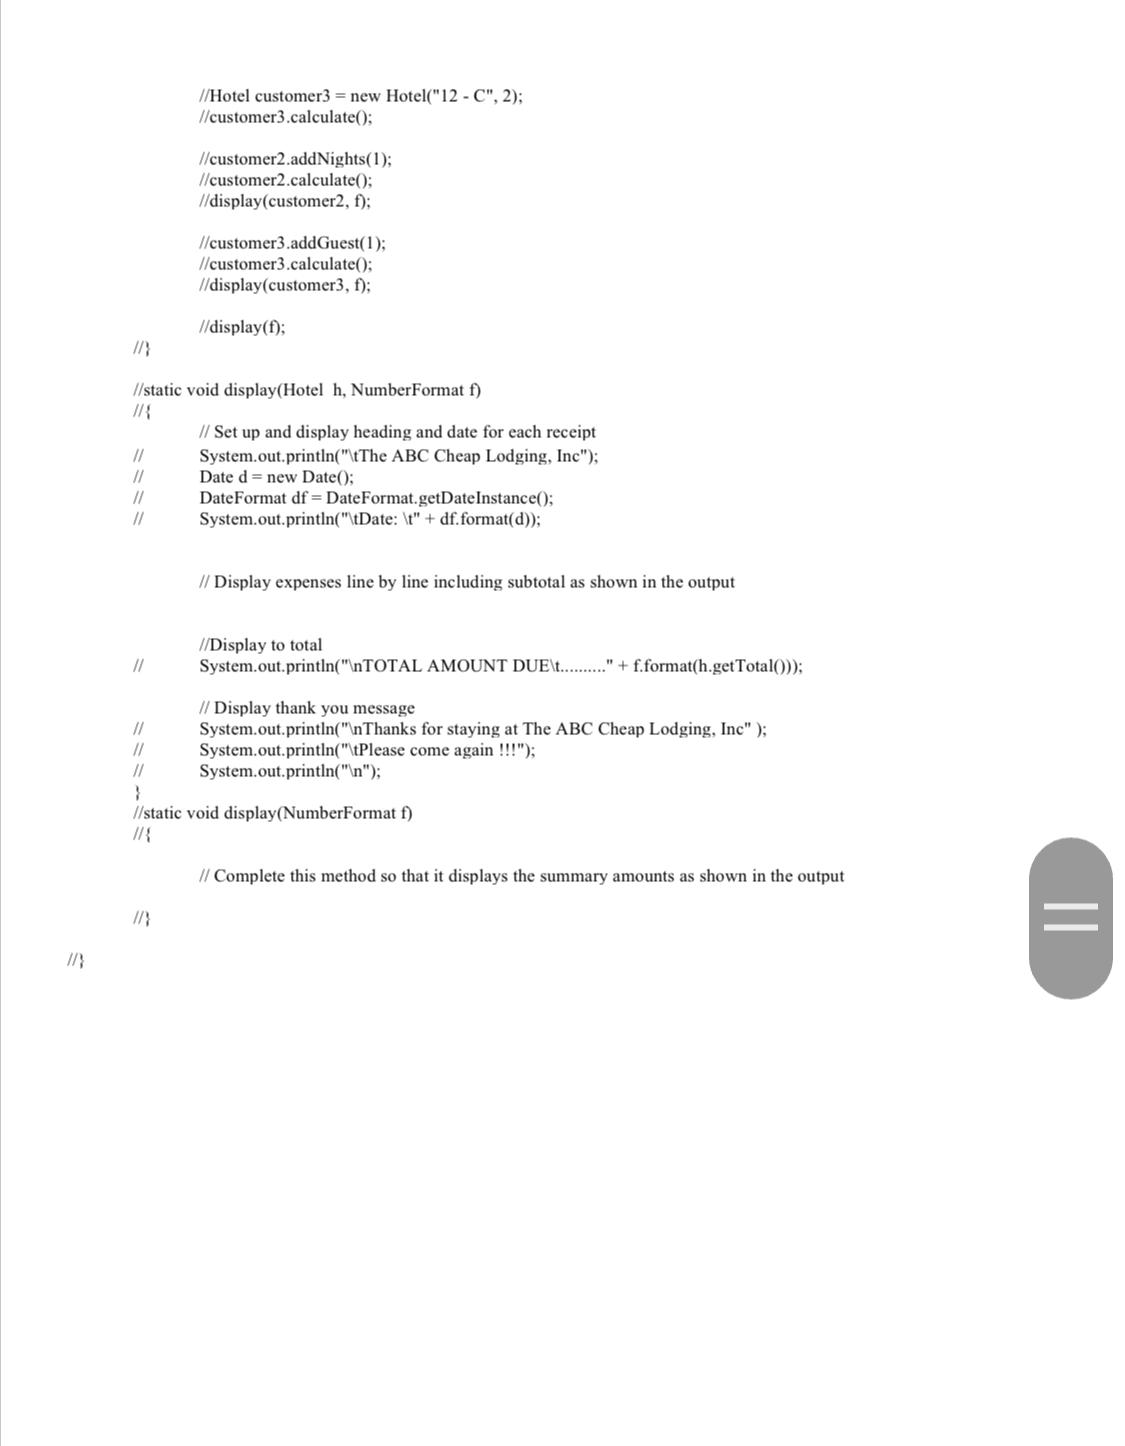 //Hotel customer3 = new Hotel("12 - C", 2);
//customer3.calculate();
//customer2.addNights(1);
//customer2.calculate();
//display(customer2, f);
//customer3.addGuest(1);
//customer3.calculate();
//display(customer3, f);
//display(f);
//}
//static void display(Hotel  h, NumberFormat f)
//{
// Set up and display heading and date for each receipt
// System.out.println("\tThe ABC Cheap Lodging, Inc");
// Date d = new Date();
// DateFormat df = DateFormat.getDateInstance();
// System.out.println("\tDate: \t" + df.format(d));
// Display expenses line by line including subtotal as shown in the output
//Display to total
// System.out.println("\nTOTAL AMOUNT DUE\t.........." + f.format(h.getTotal()));
// Display thank you message
// System.out.println("\nThanks for staying at The ABC Cheap Lodging, Inc" );
// System.out.println("\tPlease come again !!!");
// System.out.println("\n");
}
//static void display(NumberFormat f)
//{
// Complete this method so that it displays the summary amounts as shown in the output
//}
//}